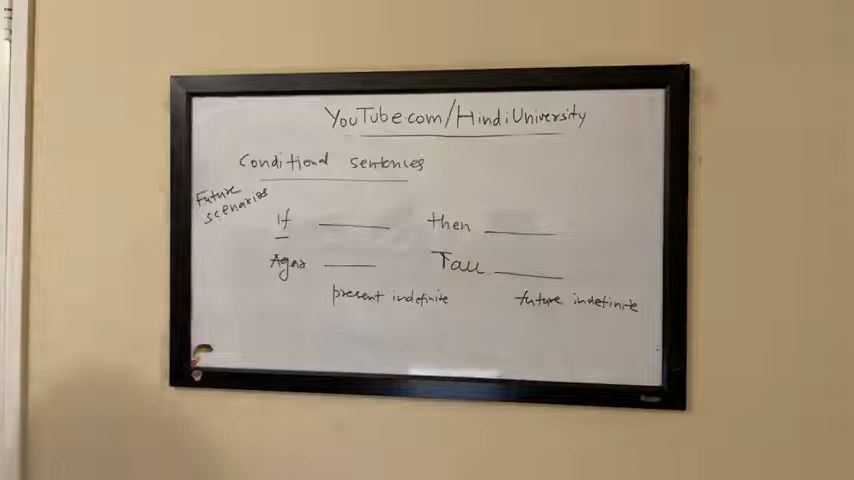 YouTube.com/HindiUniversity
Conditional sentences
Future
scenarios
If ______ then ______
Agar ______ Tau ______
present indefinite future indefinite